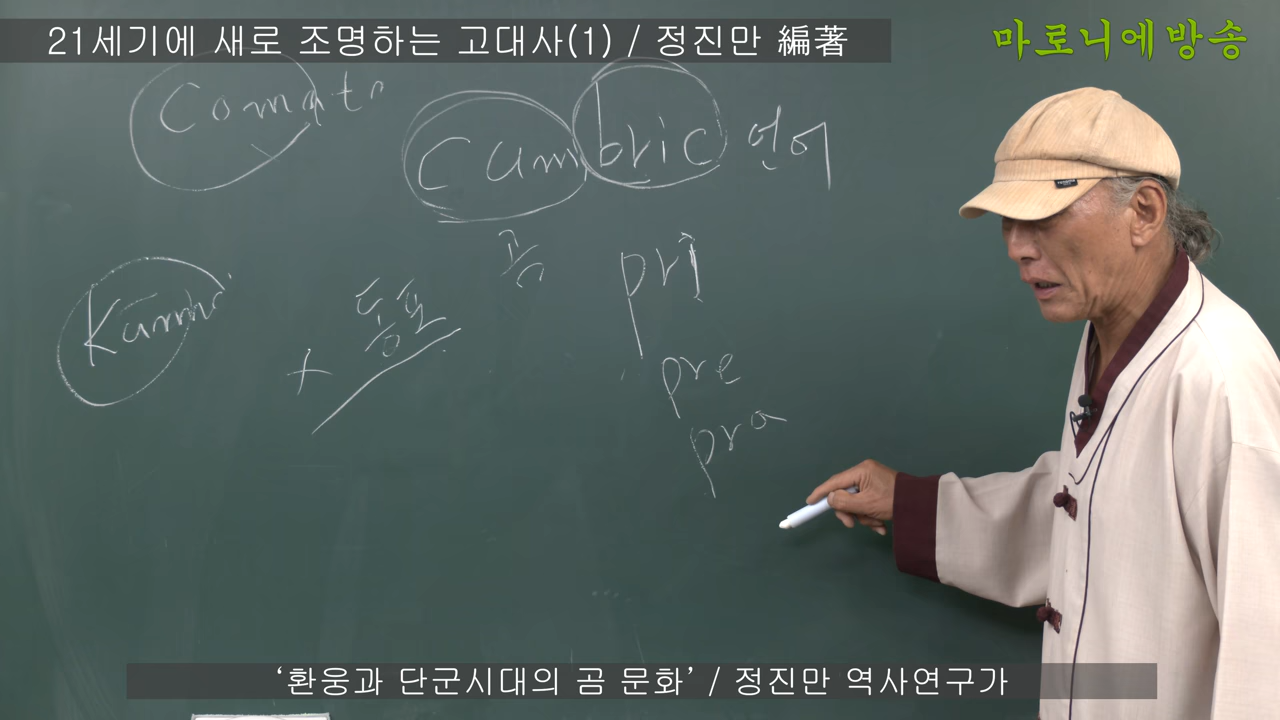 21세기에 새로 조명하는 고대사(1) / 정진만 編著
마로니에방송
Comato
Cumbric 언어
곰
pri
Kummi
+ 동포
pre
pra
‘환웅과 단군시대의 곰 문화’ / 정진만 역사연구가